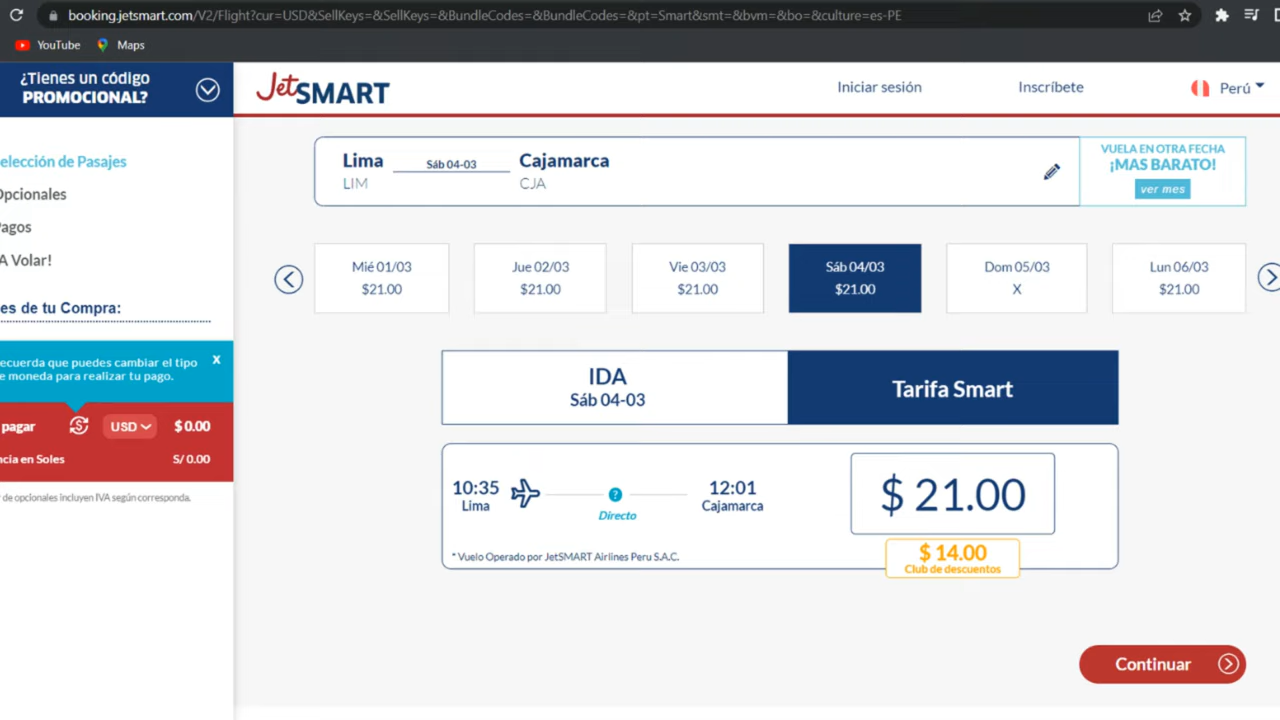 booking.jetsmart.com/V2/Flight?cur=USD&SellKeys=&SellKeys=&BundleCodes=&BundleCodes=&pt=Smart&smt=&bvm=&bo=&culture=es-PE
YouTube Maps
¿Tienes un código
PROMOCIONAL?
JetSMART
Iniciar sesión
Inscríbete
Perú
elección de Pasajes
Opcionales
agos
A Volar!
es de tu Compra:
ecuerda que puedes cambiar el tipo X
e moneda para realizar tu pago.
pagar USD $ 0.00
ncia en Soles S/ 0.00
r de opcionales incluyen IVA según corresponda.
Lima Sáb 04-03 Cajamarca
LIM CJA
VUELA EN OTRA FECHA
¡MAS BARATO!
ver mes
Mié 01/03
$21.00
Jue 02/03
$21.00
Vie 03/03
$21.00
Sáb 04/03
$21.00
Dom 05/03
X
Lun 06/03
$21.00
IDA
Sáb 04-03
Tarifa Smart
10:35
Lima
?
Directo
12:01
Cajamarca
* Vuelo Operado por JetSMART Airlines Peru S.A.C.
$ 21.00
$ 14.00
Club de descuentos
Continuar